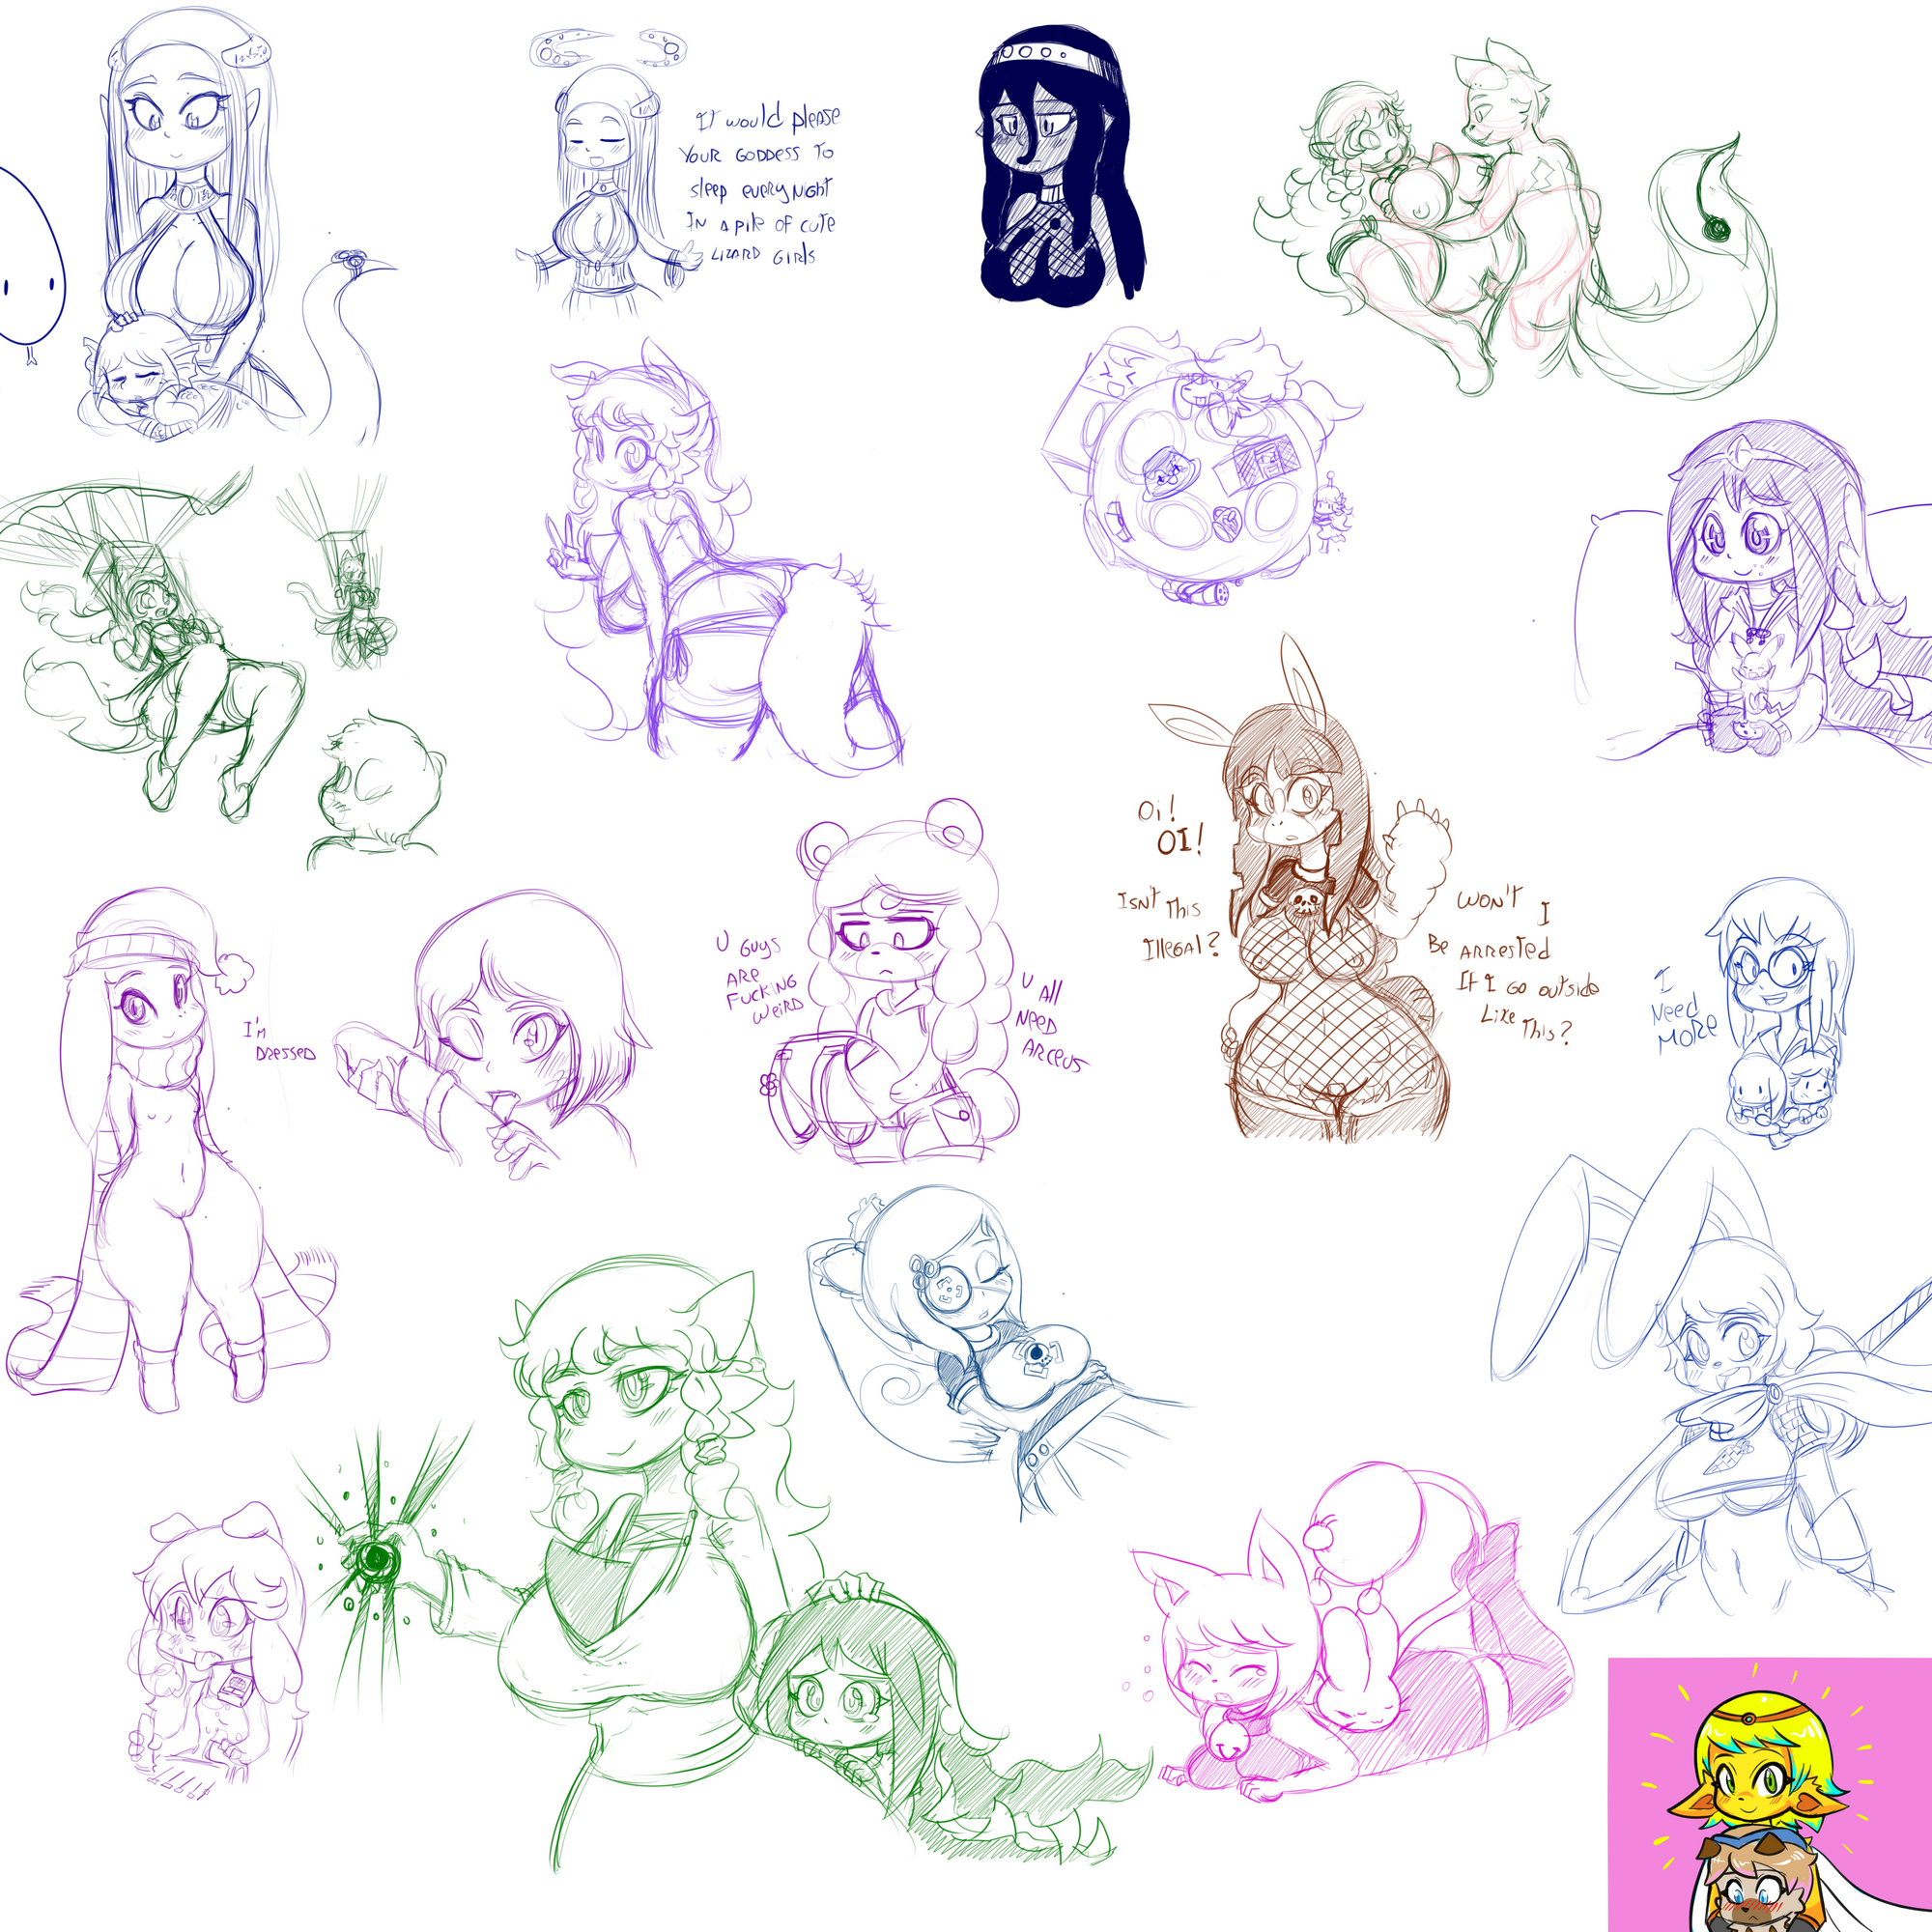 It would please
your goddess to
sleep every night
in a pile of cute
lizard girls
Oi!
OI!
Isn't this
illegal?
Won't I
be arrested
if I go outside
like this?
U guys
are
fucking
weird
U all
need
Arceus
I'm
dressed
I
need
more